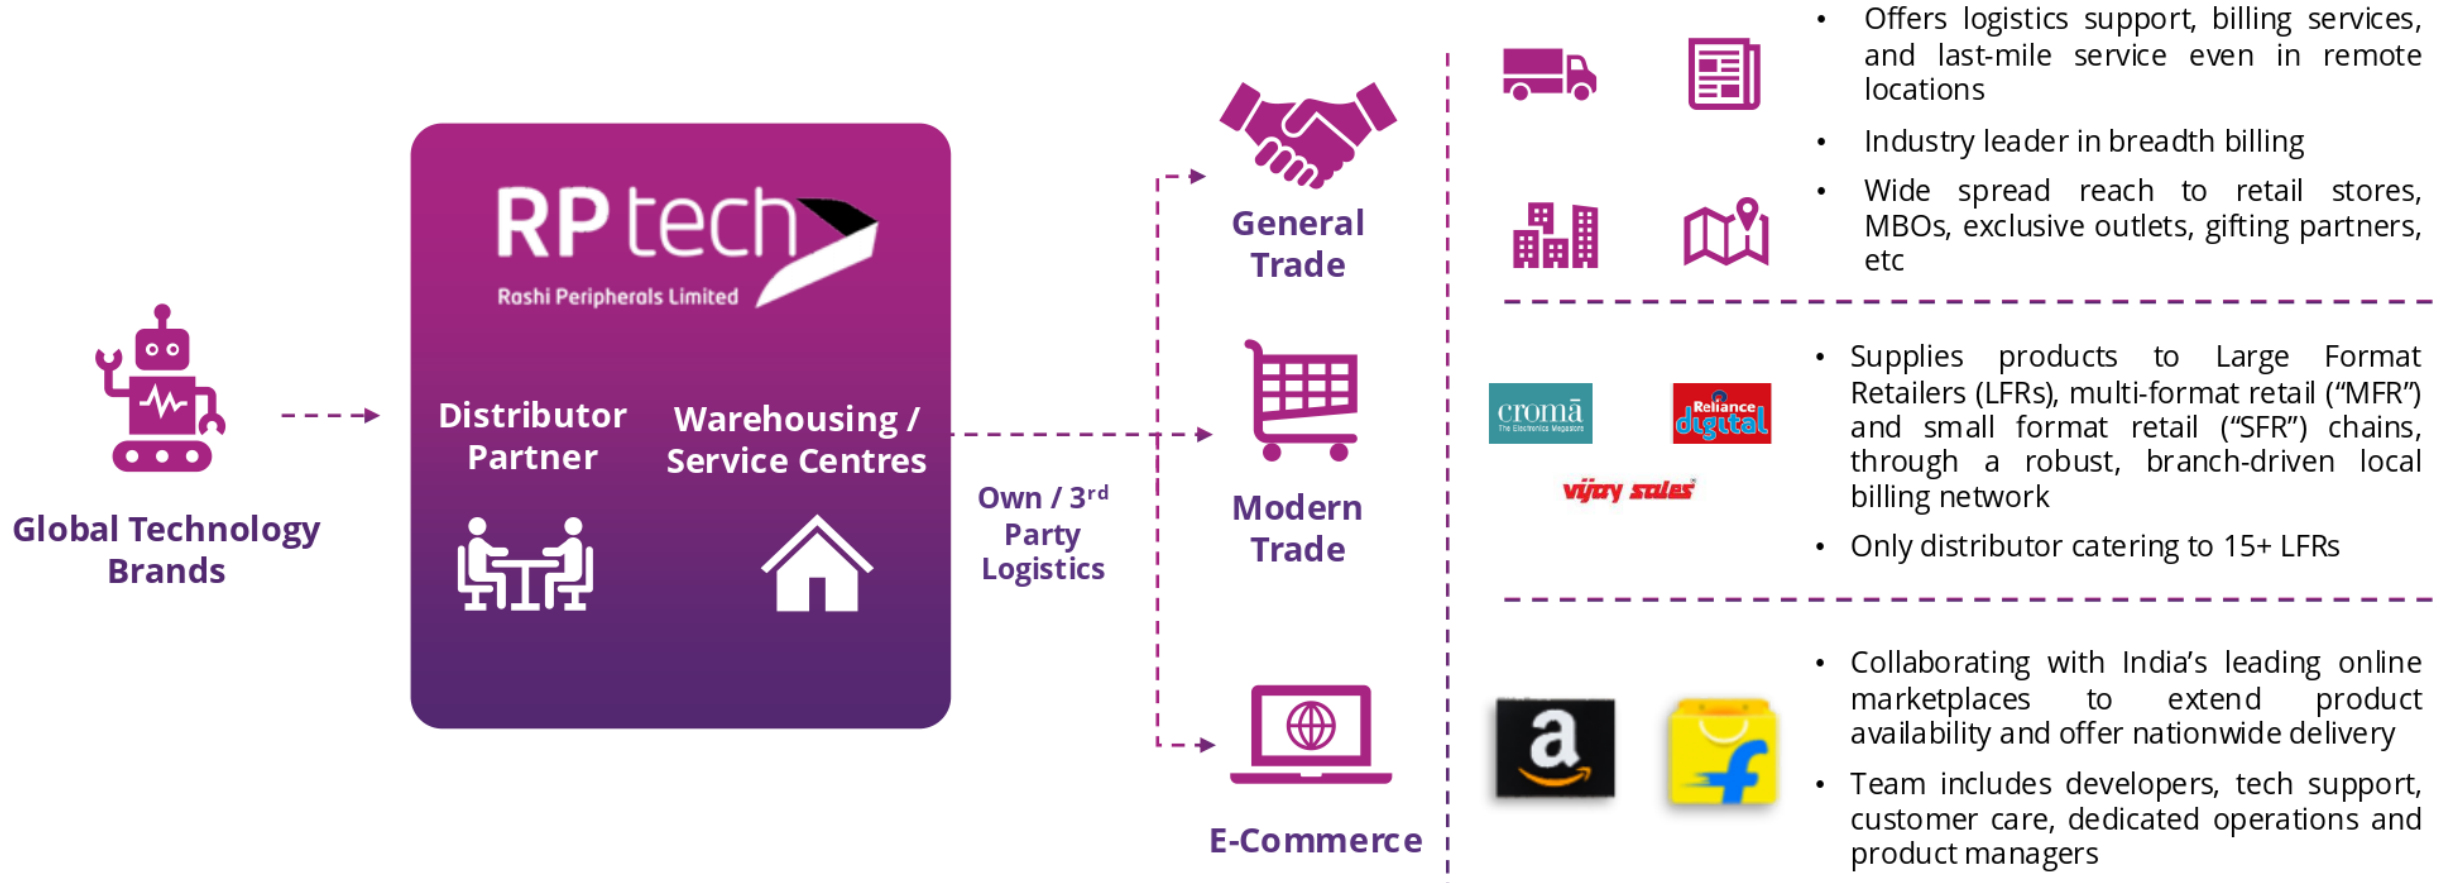 Global Technology
Brands
RP tech
Rashi Peripherals Limited
Distributor
Partner
Warehousing /
Service Centres
Own / 3rd
Party
Logistics
General
Trade
Modern
Trade
E-Commerce
• Offers logistics support, billing services,
and last-mile service even in remote
locations
• Industry leader in breadth billing
• Wide spread reach to retail stores,
MBOs, exclusive outlets, gifting partners,
etc
cromā
The Electronics Megastore
Reliance
digital
vijay sales
• Supplies products to Large Format
Retailers (LFRs), multi-format retail (“MFR”)
and small format retail (“SFR”) chains,
through a robust, branch-driven local
billing network
• Only distributor catering to 15+ LFRs
a
f
• Collaborating with India’s leading online
marketplaces to extend product
availability and offer nationwide delivery
• Team includes developers, tech support,
customer care, dedicated operations and
product managers